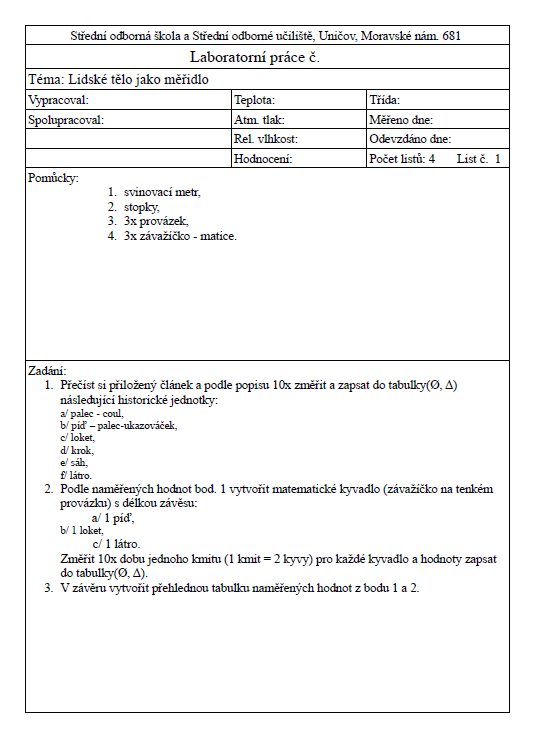 Střední odborná škola a Střední odborné učiliště, Uničov, Moravské nám. 681
Laboratorní práce č.
Téma: Lidské tělo jako měřidlo
Vypracoval: Teplota: Třída:
Spolupracoval: Atm. tlak: Měřeno dne:
Rel. vlhkost: Odevzdáno dne:
Hodnocení: Počet listů: 4 List č. 1
Pomůcky:
1. svinovací metr,
2. stopky,
3. 3x provázek,
4. 3x závažíčko - matice.
Zadání:
1. Přečíst si přiložený článek a podle popisu 10x změřit a zapsat do tabulky(Ø, Δ)
následující historické jednotky:
a/ palec - coul,
b/ píď – palec-ukazováček,
c/ loket,
d/ krok,
e/ sáh,
f/ látro.
2. Podle naměřených hodnot bod. 1 vytvořit matematické kyvadlo (závažíčko na tenkém
provázku) s délkou závěsu:
a/ 1 píď,
b/ 1 loket,
c/ 1 látro.
Změřit 10x dobu jednoho kmitu (1 kmit = 2 kyvy) pro každé kyvadlo a hodnoty zapsat
do tabulky(Ø, Δ).
3. V závěru vytvořit přehlednou tabulku naměřených hodnot z bodu 1 a 2.